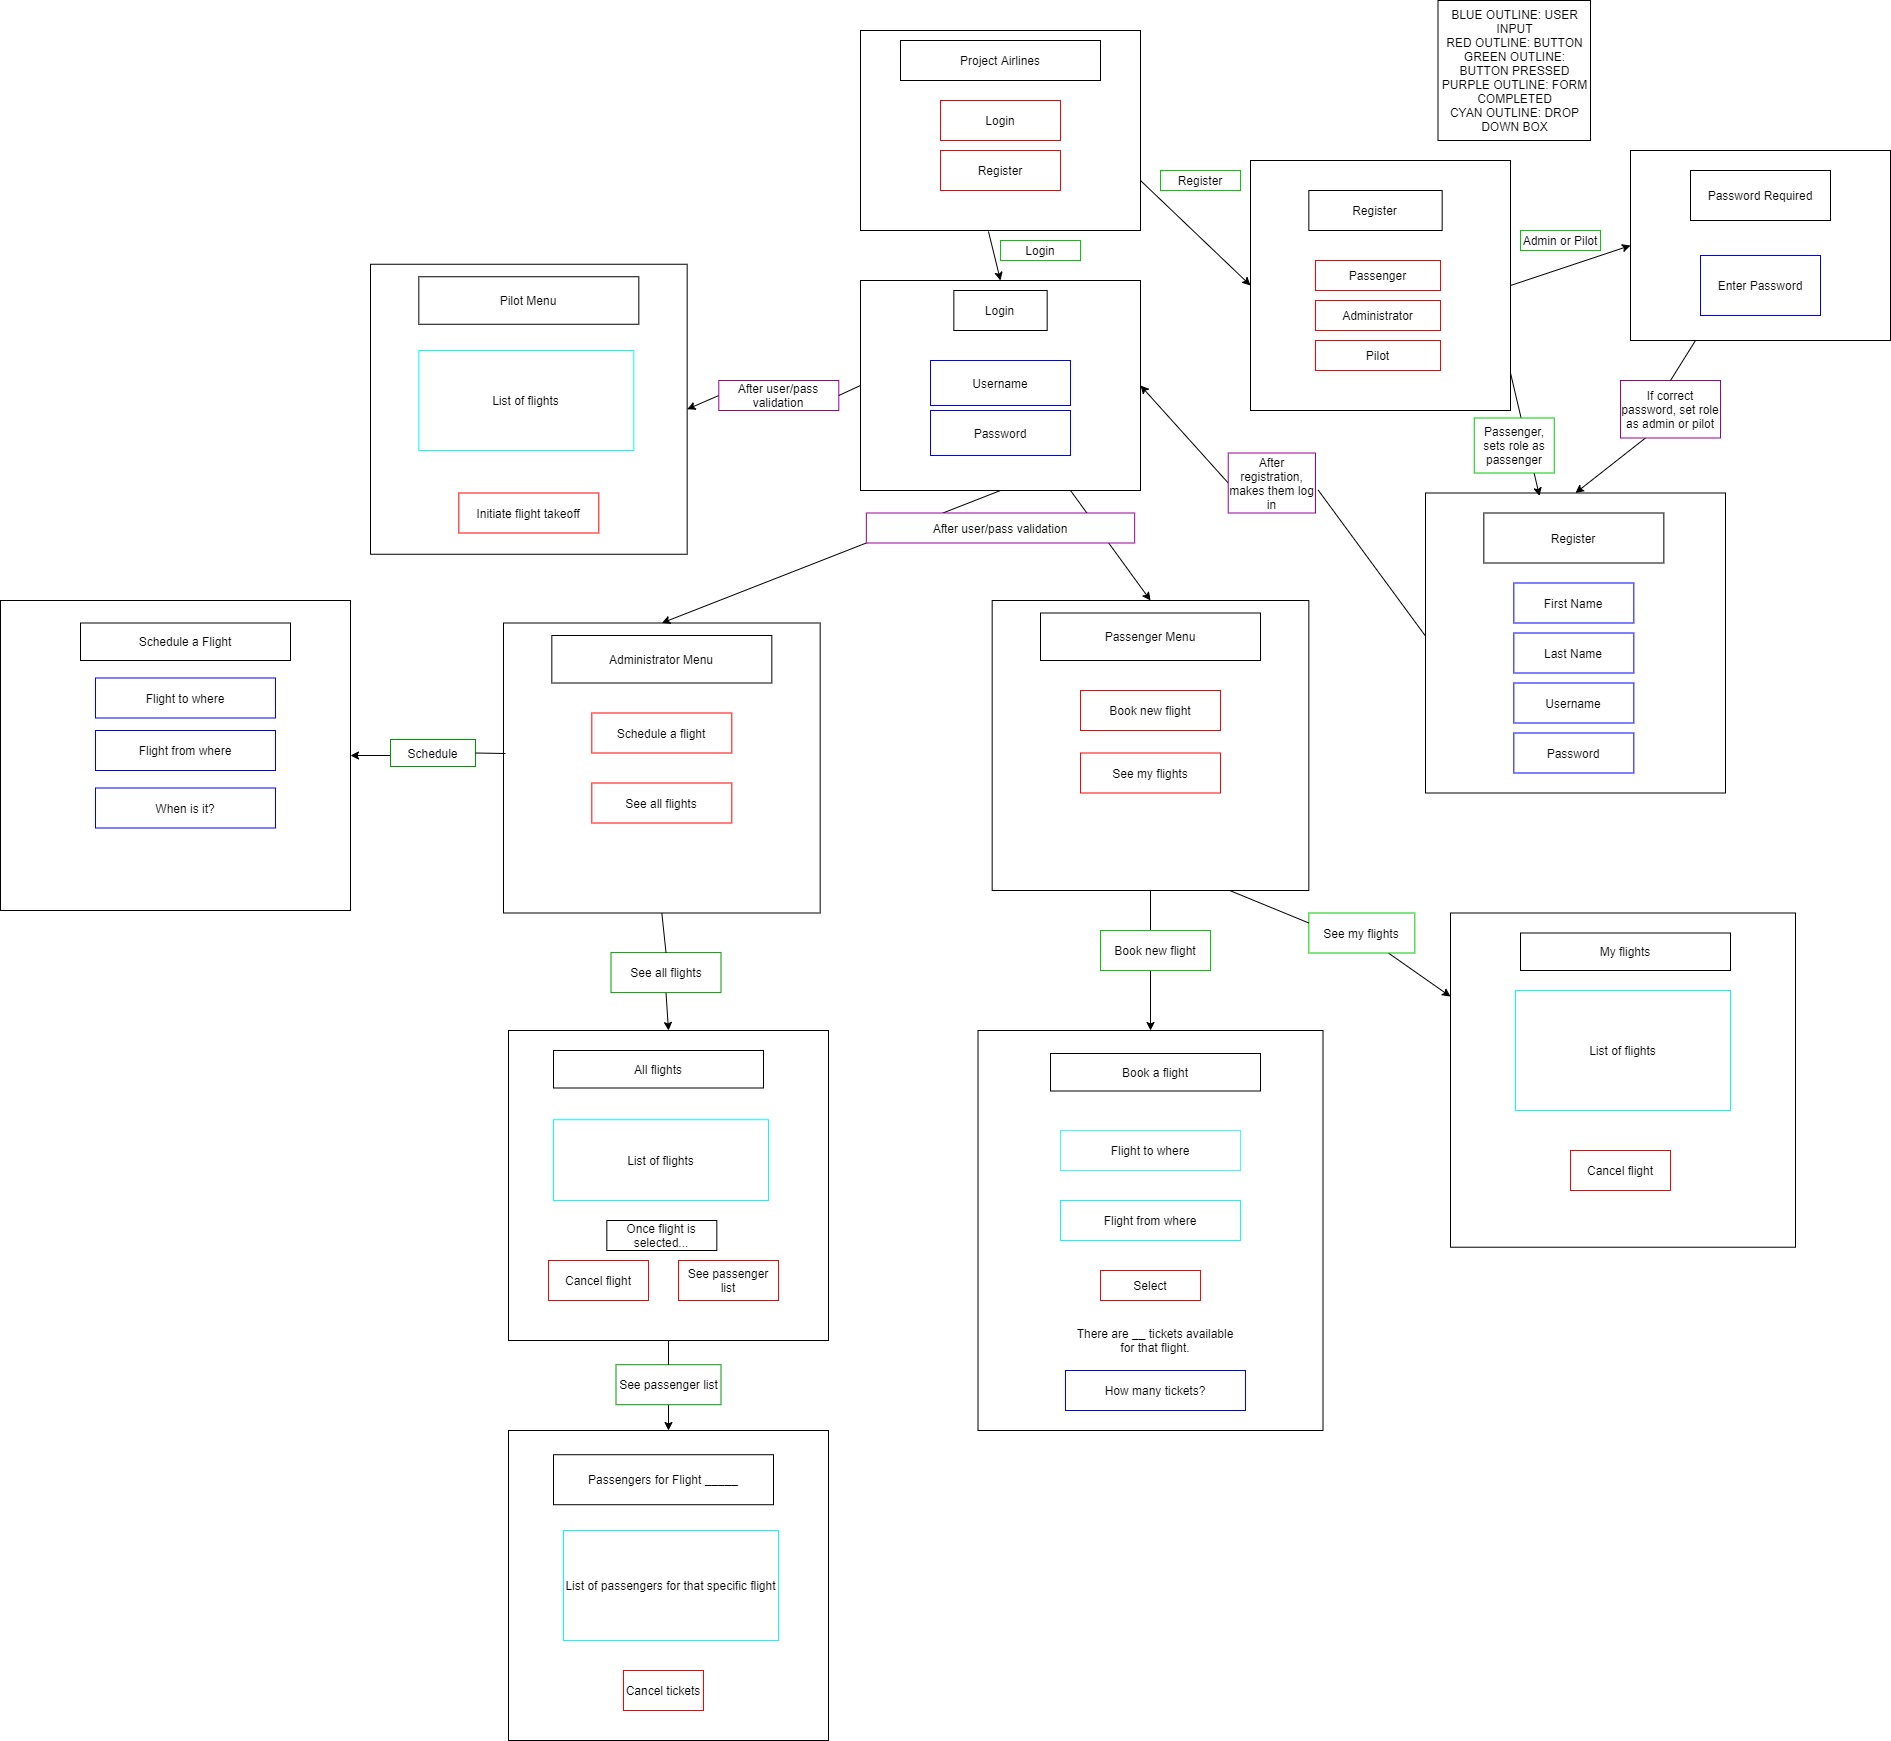 BLUE OUTLINE: USER
INPUT
RED OUTLINE: BUTTON
GREEN OUTLINE:
BUTTON PRESSED
PURPLE OUTLINE: FORM
COMPLETED
CYAN OUTLINE: DROP
DOWN BOX
Project Airlines
Login
Register
Register
Login
Register
Passenger
Administrator
Pilot
Admin or Pilot
Password Required
Enter Password
If correct
password, set role
as admin or pilot
Passenger,
sets role as
passenger
Login
Username
Password
After user/pass
validation
Pilot Menu
List of flights
Initiate flight takeoff
After
registration,
makes them log
in
After user/pass validation
Register
First Name
Last Name
Username
Password
Schedule a Flight
Flight to where
Flight from where
When is it?
Schedule
Administrator Menu
Schedule a flight
See all flights
Passenger Menu
Book new flight
See my flights
See all flights
Book new flight
See my flights
My flights
List of flights
Cancel flight
All flights
List of flights
Once flight is
selected...
Cancel flight
See passenger
list
Book a flight
Flight to where
Flight from where
Select
There are __ tickets available
for that flight.
How many tickets?
See passenger list
Passengers for Flight _____
List of passengers for that specific flight
Cancel tickets